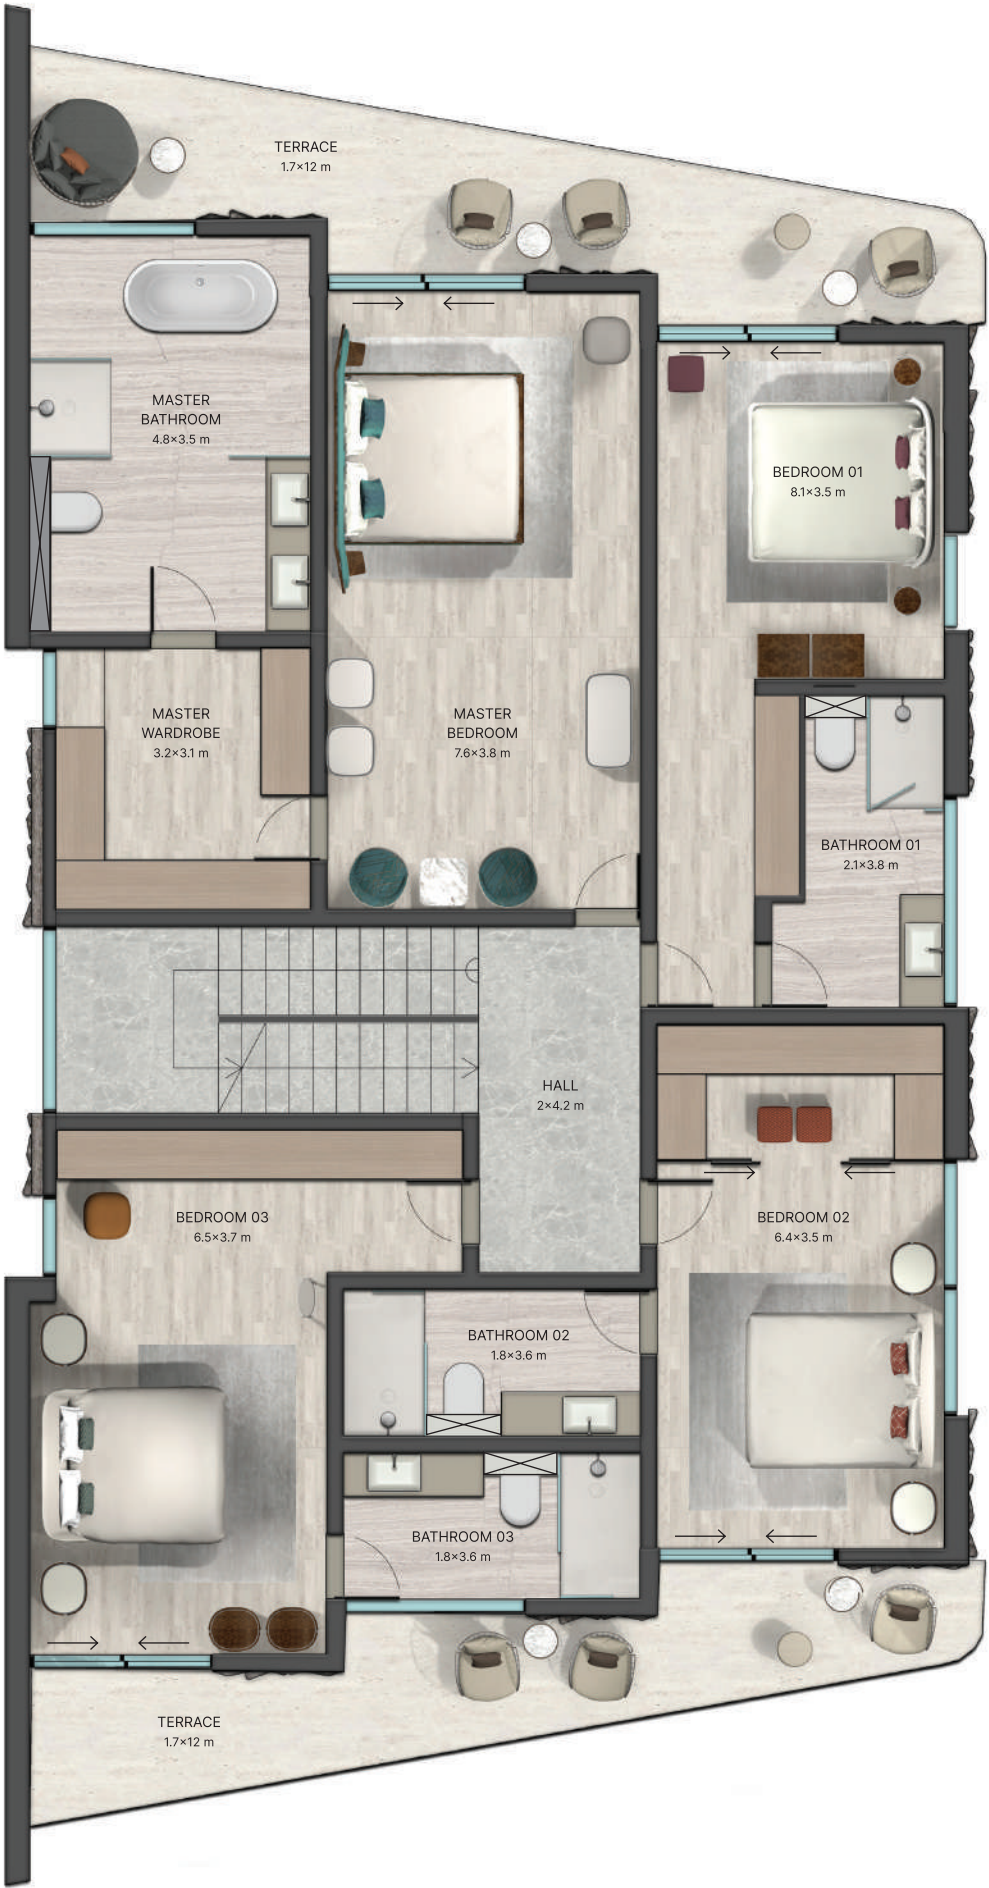 TERRACE
1.7×12 m
MASTER
BATHROOM
4.8×3.5 m
BEDROOM 01
8.1×3.5 m
MASTER
WARDROBE
3.2×3.1 m
MASTER
BEDROOM
7.6×3.8 m
BATHROOM 01
2.1×3.8 m
HALL
2×4.2 m
BEDROOM 03
6.5×3.7 m
BEDROOM 02
6.4×3.5 m
BATHROOM 02
1.8×3.6 m
BATHROOM 03
1.8×3.6 m
TERRACE
1.7×12 m